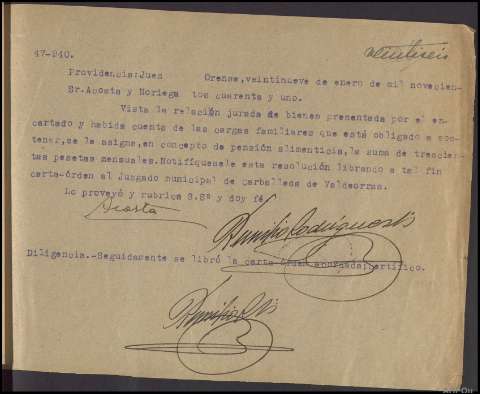 ventiseis
47-940.
Providencia:Juez Orense,veintinueve de enero de mil novecien-
Sr.Acosta y Noriega tos cuarenta y uno.
Vista la relación jurada de bienes presentada por el en-
cartado y habida cuenta de las cargas familiares que está obligado a sos-
tener,se le asigna,en concepto de pensión alimenticia,la suma de trescien-
tas pesetas mensuales.Notifíquesele esta resolución librando a tal fin
carta-órden al Juzgado municipal de Carballeda de Valdeorras.
Lo proveyó y rubrica S.Sª y doy fé.
Acosta
Diligencia.-Seguidamente se libró la carta órden acordada,certifico.